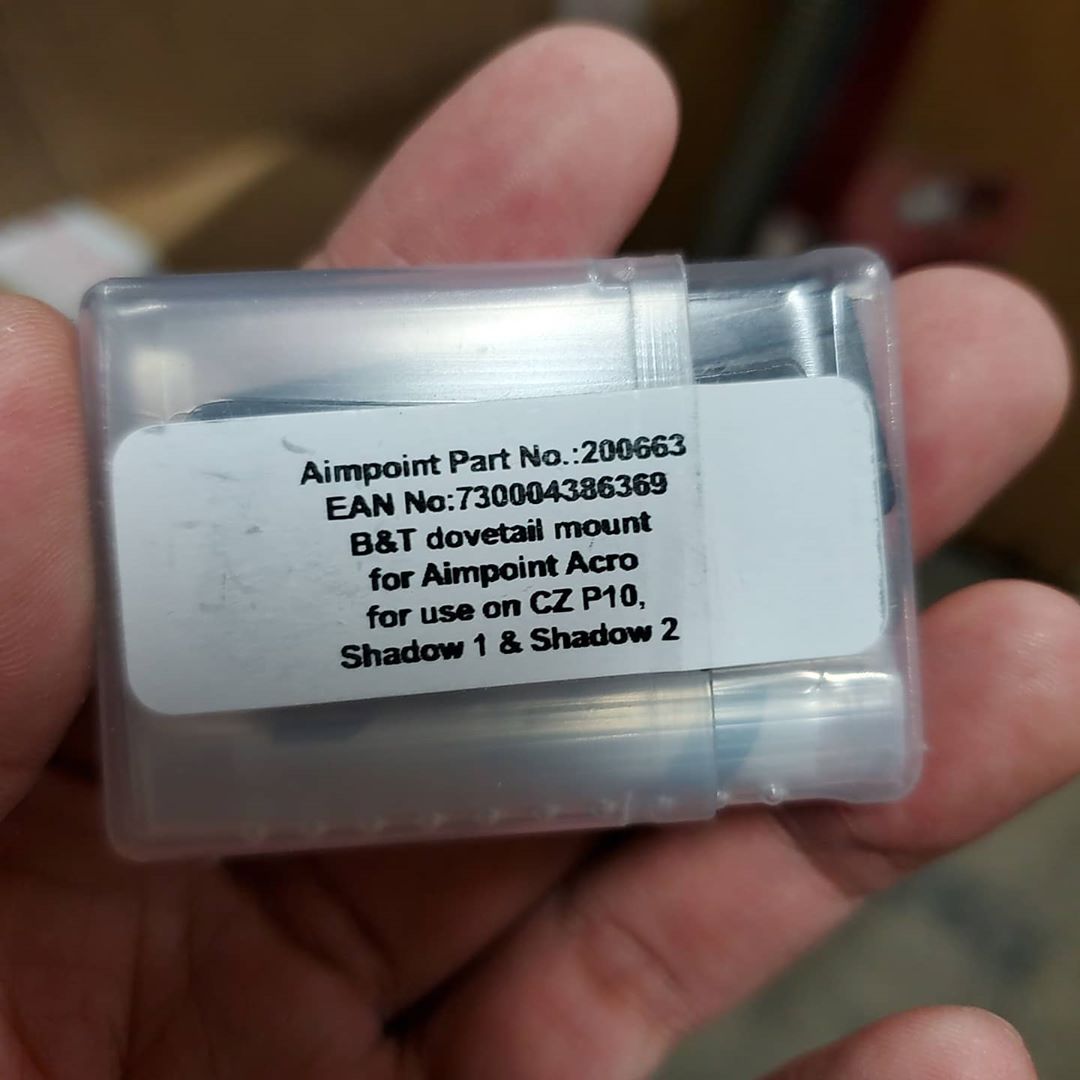 Aimpoint Part No.:200663
EAN No:730004386369
B&T dovetail mount
for Aimpoint Acro
for use on CZ P10,
Shadow 1 & Shadow 2